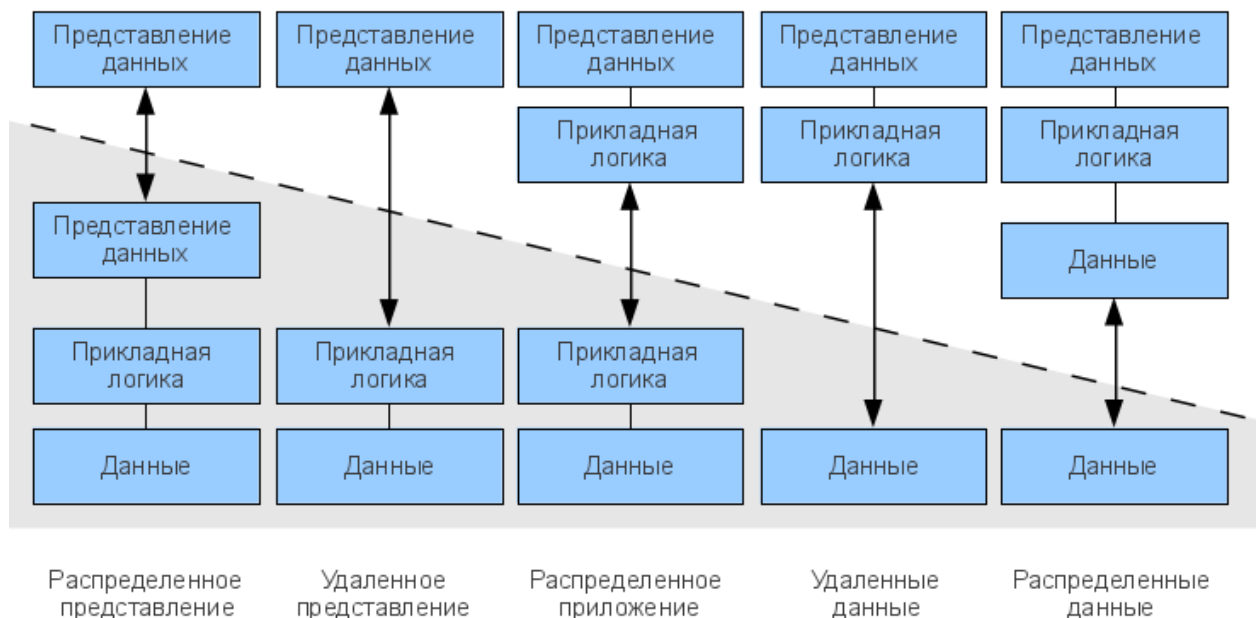 Представление
данных
Представление
данных
Представление
данных
Представление
данных
Представление
данных
Прикладная
логика
Прикладная
логика
Прикладная
логика
Представление
данных
Данные
Прикладная
логика
Прикладная
логика
Прикладная
логика
Данные
Данные
Данные
Данные
Данные
Распределенное
представление
Удаленное
представление
Распределенное
приложение
Удаленные
данные
Распределенные
данные